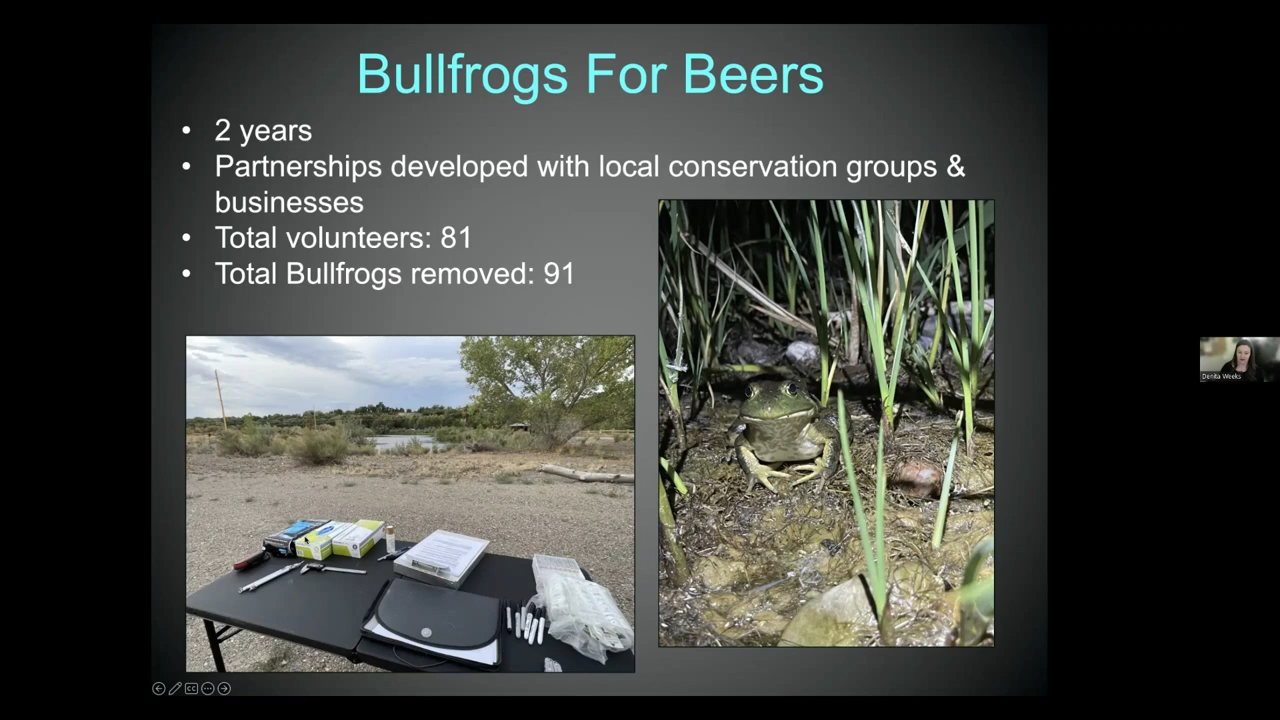 Bullfrogs For Beers
• 2 years
• Partnerships developed with local conservation groups &
businesses
• Total volunteers: 81
• Total Bullfrogs removed: 91
Denita Weeks
CC